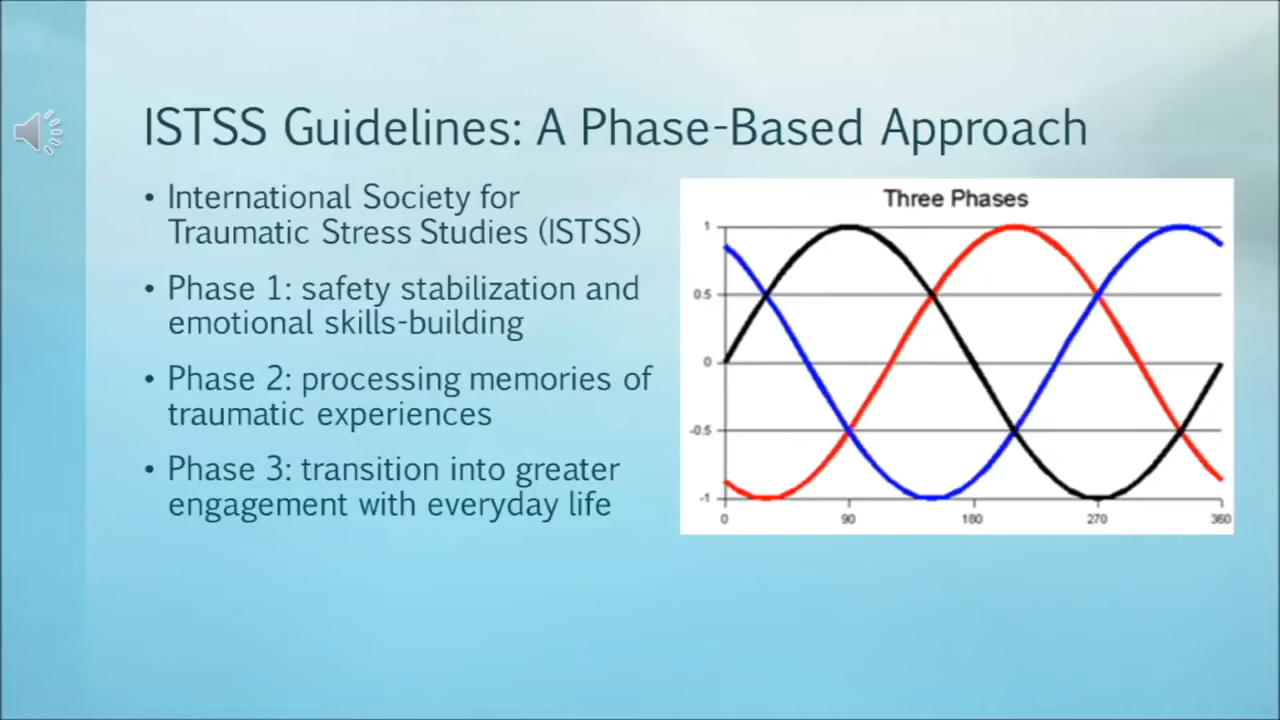 ISTSS Guidelines: A Phase-Based Approach
• International Society for
Traumatic Stress Studies (ISTSS)
• Phase 1: safety stabilization and
emotional skills-building
• Phase 2: processing memories of
traumatic experiences
• Phase 3: transition into greater
engagement with everyday life
Three Phases
1
0.5
0
-0.5
-1
0 90 180 270 360